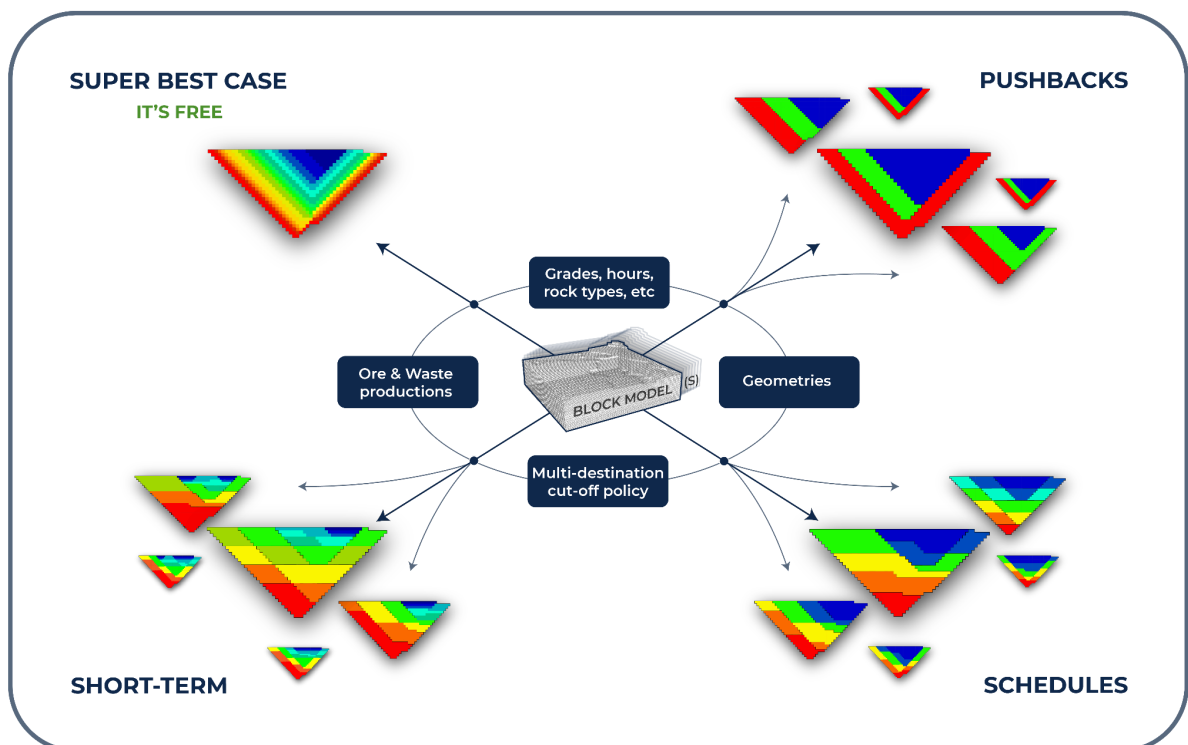 SUPER BEST CASE
IT'S FREE
PUSHBACKS
Grades, hours,
rock types, etc
Ore & Waste
productions
BLOCK MODEL (S)
Geometries
Multi-destination
cut-off policy
SHORT-TERM
SCHEDULES